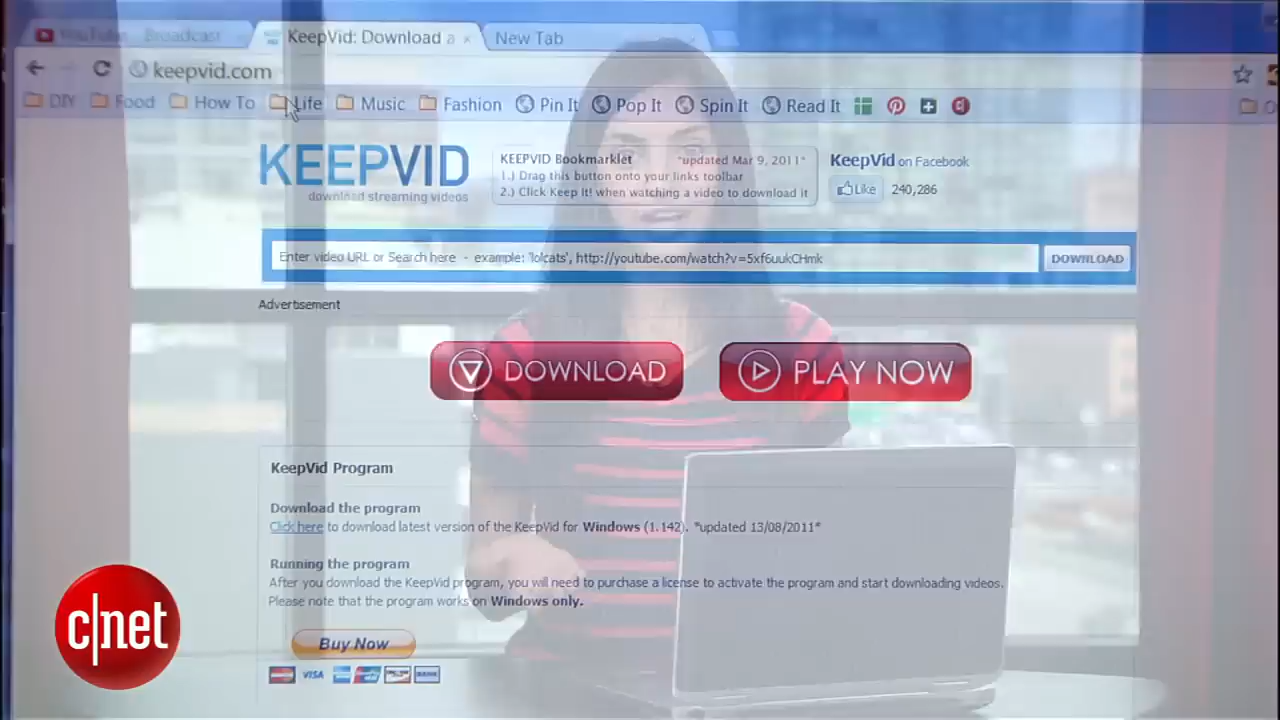 YouTube - Broadcast
KeepVid: Download a
New Tab
keepvid.com
DIY
Food
How To
Life
Music
Fashion
Pin It
Pop It
Spin It
Read It
KEEPVID
download streaming videos
KEEPVID Bookmarklet "updated Mar 9, 2011"
1.) Drag this button onto your links toolbar
2.) Click Keep It! when watching a video to download it
KeepVid on Facebook
Like 240,286
Enter video URL or Search here - example: 'lolcats', http://youtube.com/watch?v=5xf6uukCHmk
DOWNLOAD
Advertisement
DOWNLOAD
PLAY NOW
KeepVid Program
Download the program
Click here to download latest version of the KeepVid for Windows (1.142). *updated 13/08/2011*
Running the program
After you download the KeepVid program, you will need to purchase a license to activate the program and start downloading videos.
Please note that the program works on Windows only.
Buy Now
VISA
c|net